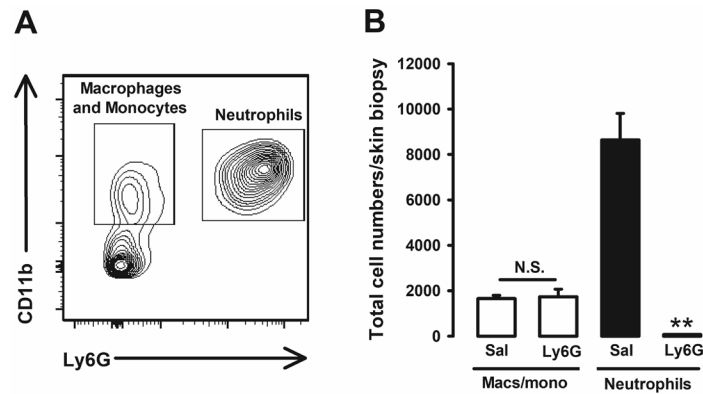 A
Macrophages
and Monocytes
Neutrophils
CD11b
Ly6G
B
Total cell numbers/skin biopsy
12000
10000
8000
6000
4000
2000
0
N.S.
**
Sal
Ly6G
Sal
Ly6G
Macs/mono
Neutrophils